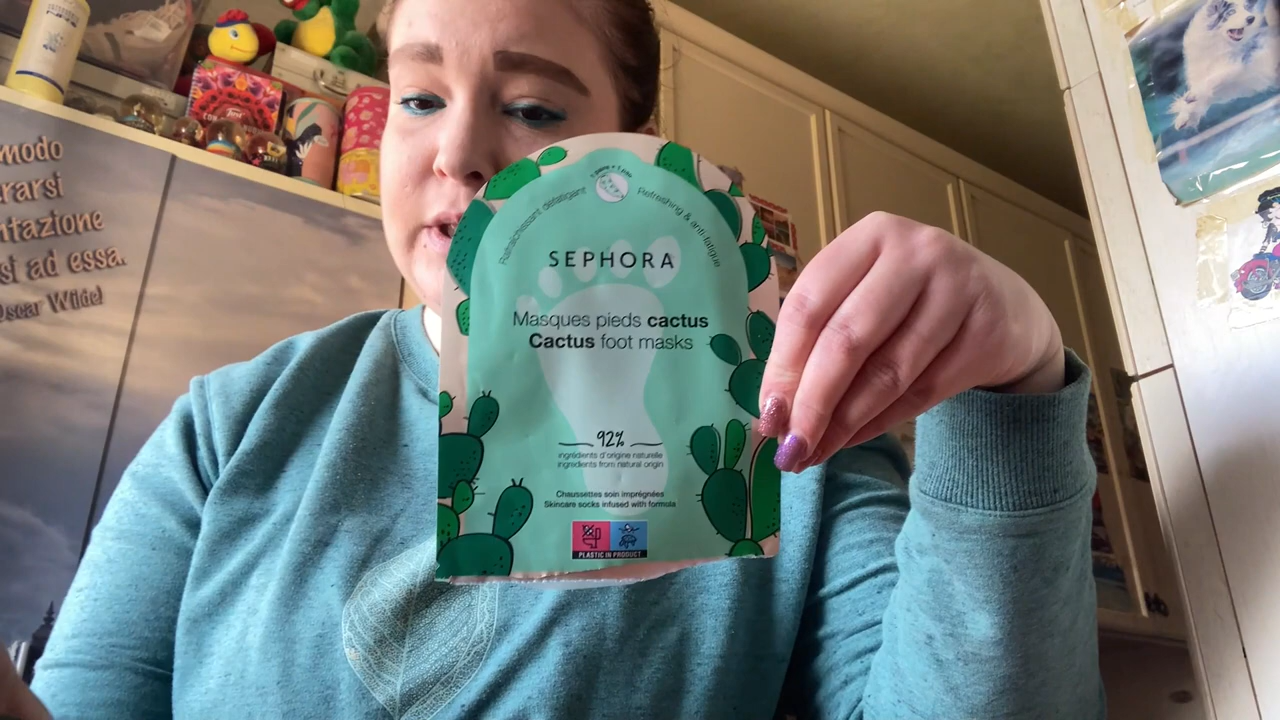 modo
rarsi
ntazione
si ad essa.
Oscar Wilde!
Rafraîchissant défatigant
Refreshing & anti-fatigue
SEPHORA
Masques pieds cactus
Cactus foot masks
92%
ingrédients d'origine naturelle
ingredients from natural origin
Chaussettes soin imprégnées
Skincare socks infused with formula
PLASTIC IN PRODUCT